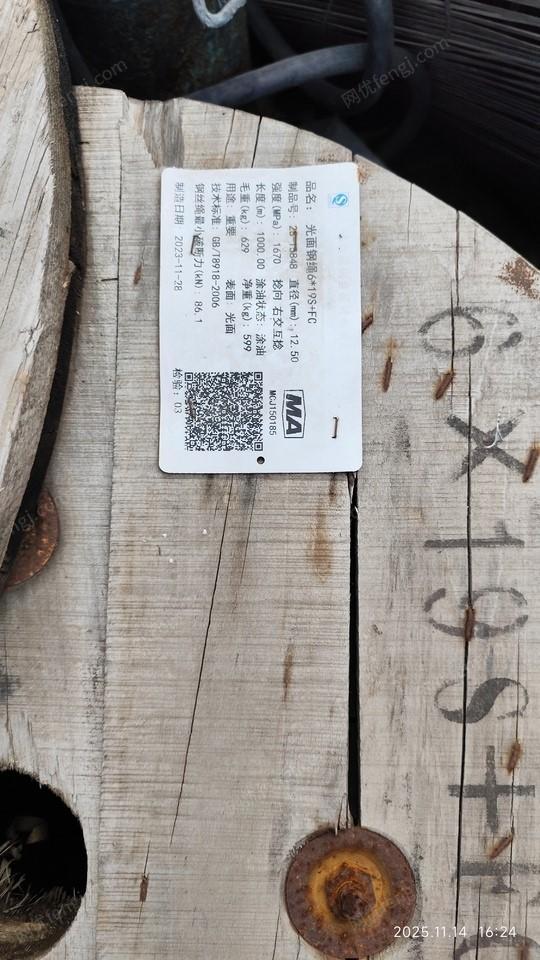 品名: 光面钢绳6*19S+FC
制品号: 直径(mm): 12.50
强度(MPa): 1670 捻向 右交互捻
长度(m): 1000.00 涂油状态: 涂油
毛重(kg): 629 净重(kg): 599
用途: 重要 表面 光面
技术标准: GB/T8918-2006
钢丝绳最小破断力(kN) 86.1
制造日期 2023-11-28
检验: 03
MA
MCJ150185
6×19S+FC
网优fengj.com
2025.11.14 16:24